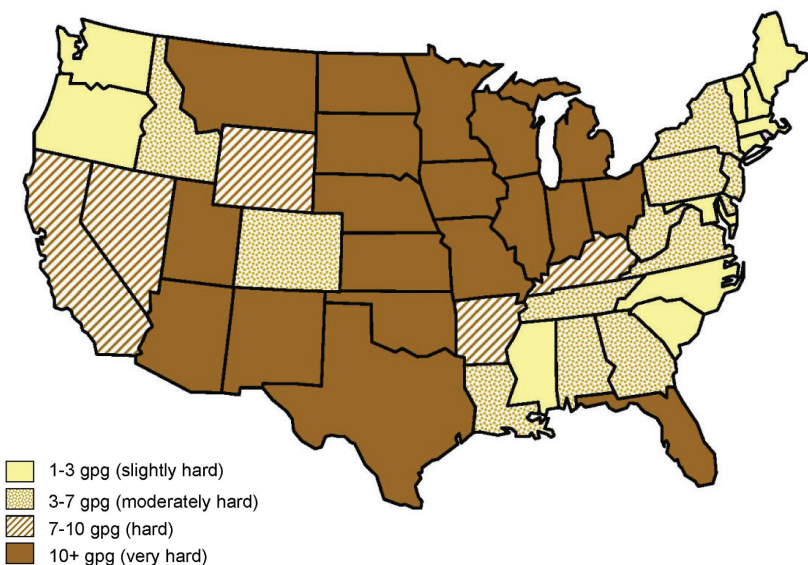 1-3 gpg (slightly hard)
3-7 gpg (moderately hard)
7-10 gpg (hard)
10+ gpg (very hard)